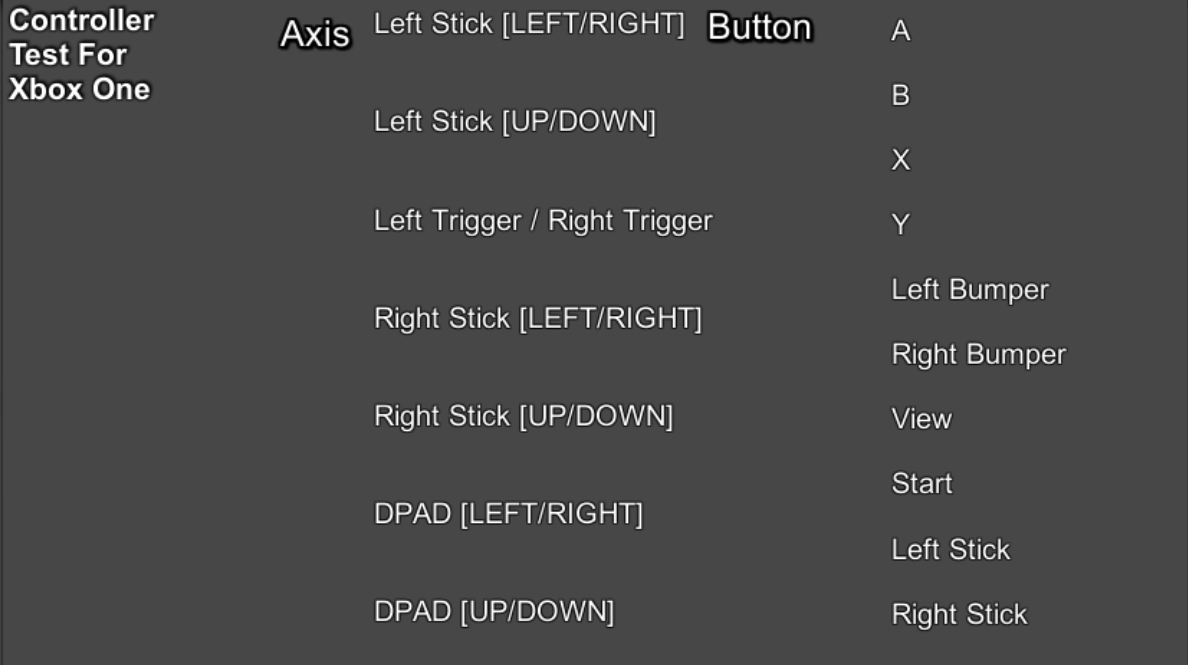 Controller
Test For
Xbox One
Axis
Left Stick [LEFT/RIGHT]
Left Stick [UP/DOWN]
Left Trigger / Right Trigger
Right Stick [LEFT/RIGHT]
Right Stick [UP/DOWN]
DPAD [LEFT/RIGHT]
DPAD [UP/DOWN]
Button
A
B
X
Y
Left Bumper
Right Bumper
View
Start
Left Stick
Right Stick